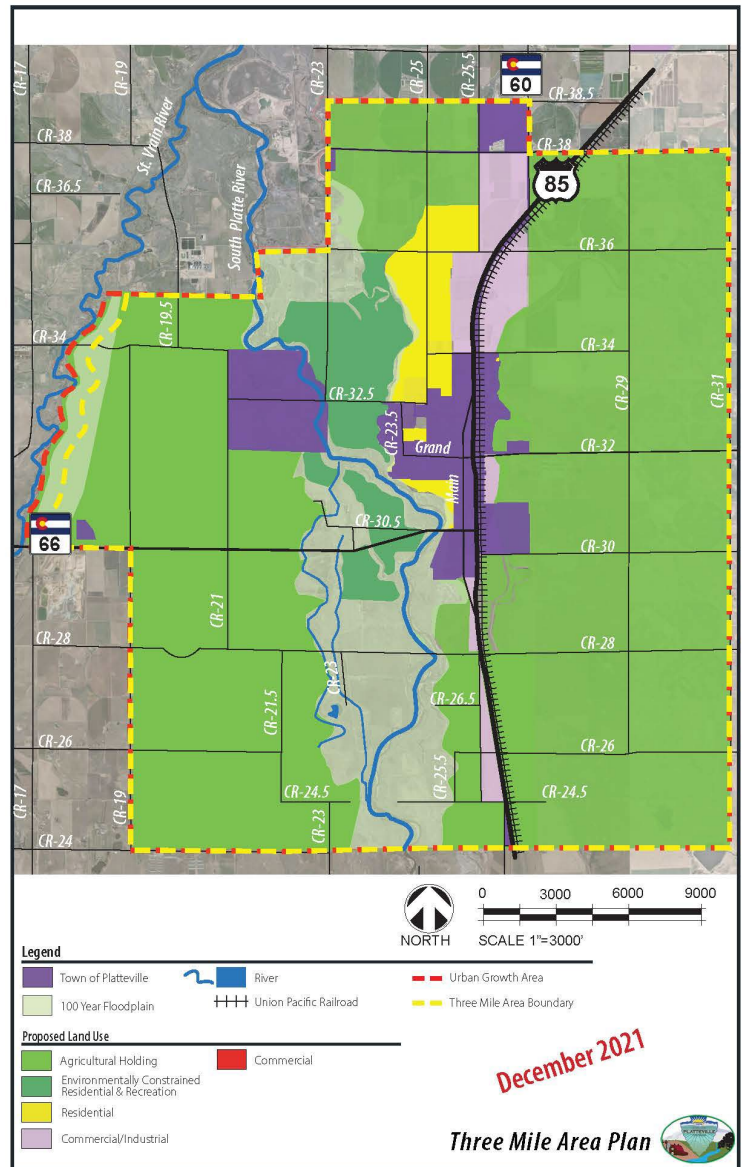 CR-17
CR-19
CR-23
CR-25
CR-25.5
60
CR-38.5
St. Vrain River
CR-38
CR-38
CR-36.5
85
South Platte River
CR-36
CR-19.5
CR-34
CR-34
CR-29
CR-31
CR-32.5
CR-23.5
Grand
CR-32
Main
66
CR-30.5
CR-30
CR-21
CR-28
CR-28
CR-23
CR-21.5
CR-26.5
CR-26
CR-26
CR-25.5
CR-17
CR-19
CR-24.5
CR-24.5
CR-23
CR-24
NORTH
0 3000 6000 9000
SCALE 1"=3000'
Legend
Town of Platteville
River
Urban Growth Area
100 Year Floodplain
Union Pacific Railroad
Three Mile Area Boundary
Proposed Land Use
Agricultural Holding
Commercial
Environmentally Constrained
Residential & Recreation
Residential
Commercial/Industrial
December 2021
Three Mile Area Plan
PLATTEVILLE